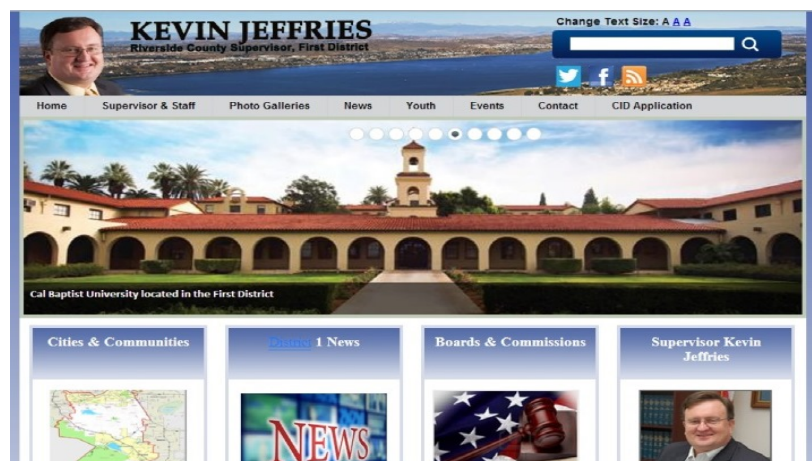 KEVIN JEFFRIES
Riverside County Supervisor, First District
Change Text Size: A A A
Home Supervisor & Staff Photo Galleries News Youth Events Contact CID Application
Cal Baptist University located in the First District
Cities & Communities
District 1 News
Boards & Commissions
Supervisor Kevin
Jeffries
NEWS